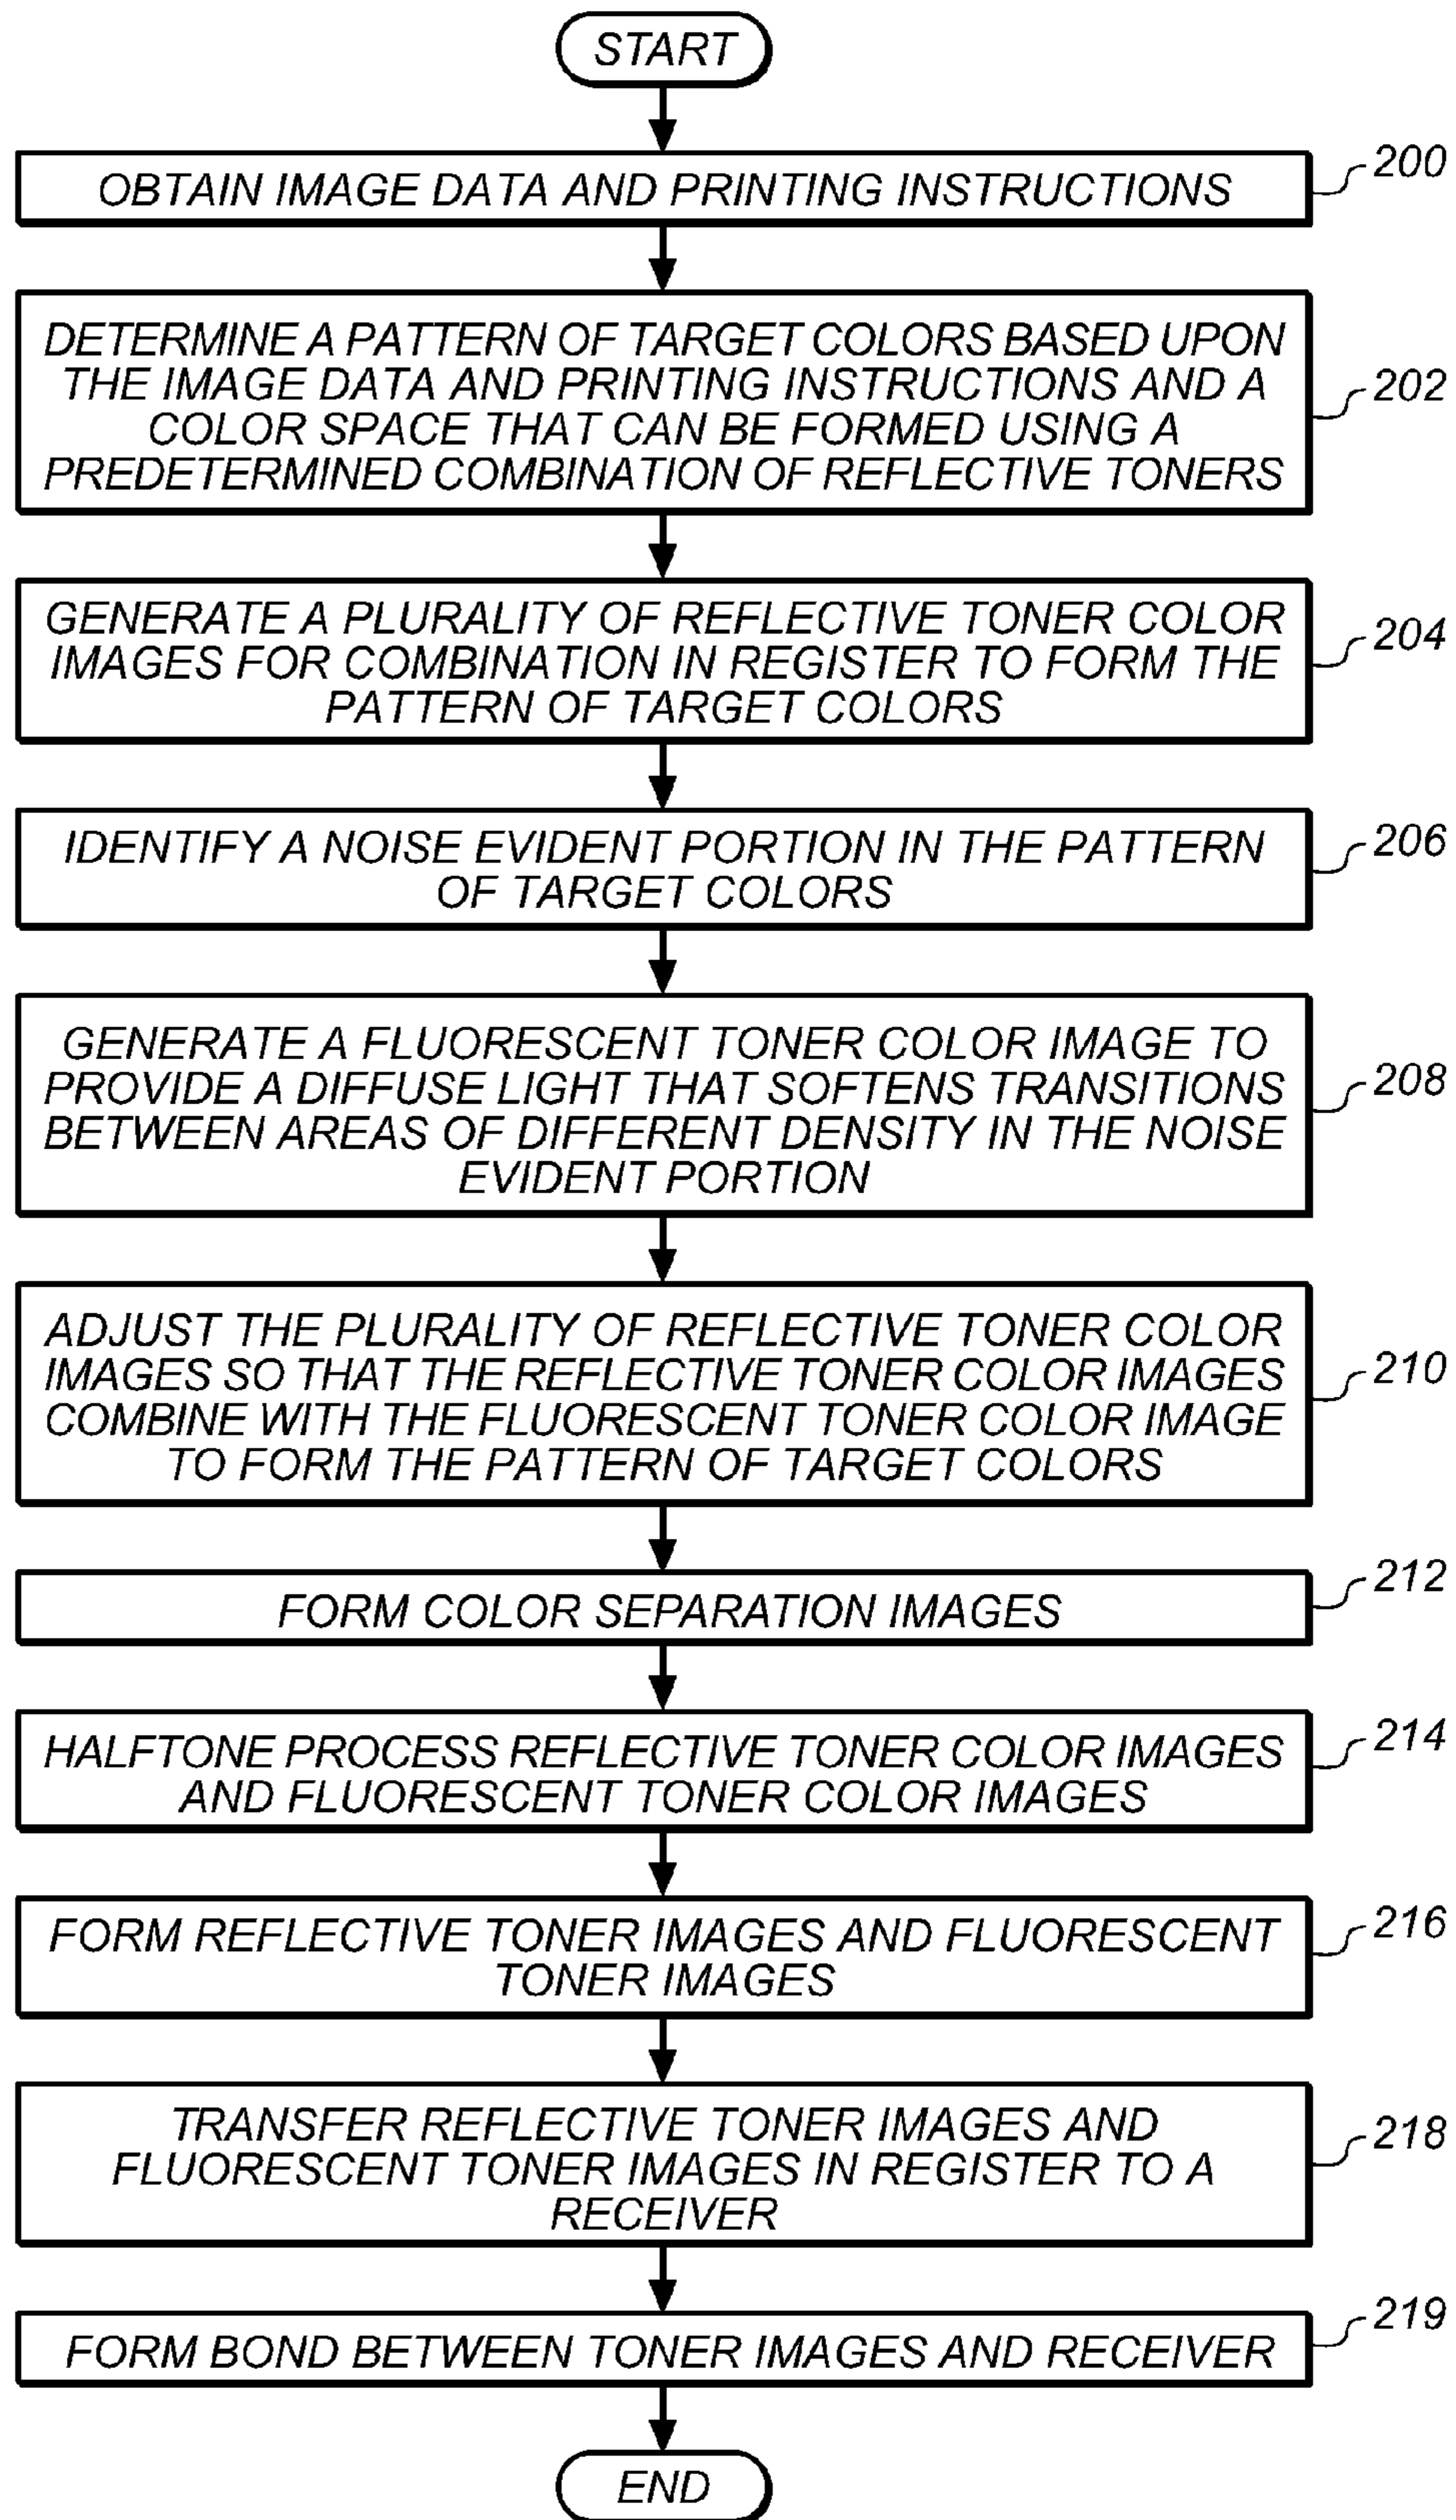 START
OBTAIN IMAGE DATA AND PRINTING INSTRUCTIONS
200
DETERMINE A PATTERN OF TARGET COLORS BASED UPON
THE IMAGE DATA AND PRINTING INSTRUCTIONS AND A
COLOR SPACE THAT CAN BE FORMED USING A
PREDETERMINED COMBINATION OF REFLECTIVE TONERS
202
GENERATE A PLURALITY OF REFLECTIVE TONER COLOR
IMAGES FOR COMBINATION IN REGISTER TO FORM THE
PATTERN OF TARGET COLORS
204
IDENTIFY A NOISE EVIDENT PORTION IN THE PATTERN
OF TARGET COLORS
206
GENERATE A FLUORESCENT TONER COLOR IMAGE TO
PROVIDE A DIFFUSE LIGHT THAT SOFTENS TRANSITIONS
BETWEEN AREAS OF DIFFERENT DENSITY IN THE NOISE
EVIDENT PORTION
208
ADJUST THE PLURALITY OF REFLECTIVE TONER COLOR
IMAGES SO THAT THE REFLECTIVE TONER COLOR IMAGES
COMBINE WITH THE FLUORESCENT TONER COLOR IMAGE
TO FORM THE PATTERN OF TARGET COLORS
210
FORM COLOR SEPARATION IMAGES
212
HALFTONE PROCESS REFLECTIVE TONER COLOR IMAGES
AND FLUORESCENT TONER COLOR IMAGES
214
FORM REFLECTIVE TONER IMAGES AND FLUORESCENT
TONER IMAGES
216
TRANSFER REFLECTIVE TONER IMAGES AND
FLUORESCENT TONER IMAGES IN REGISTER TO A
RECEIVER
218
FORM BOND BETWEEN TONER IMAGES AND RECEIVER
219
END